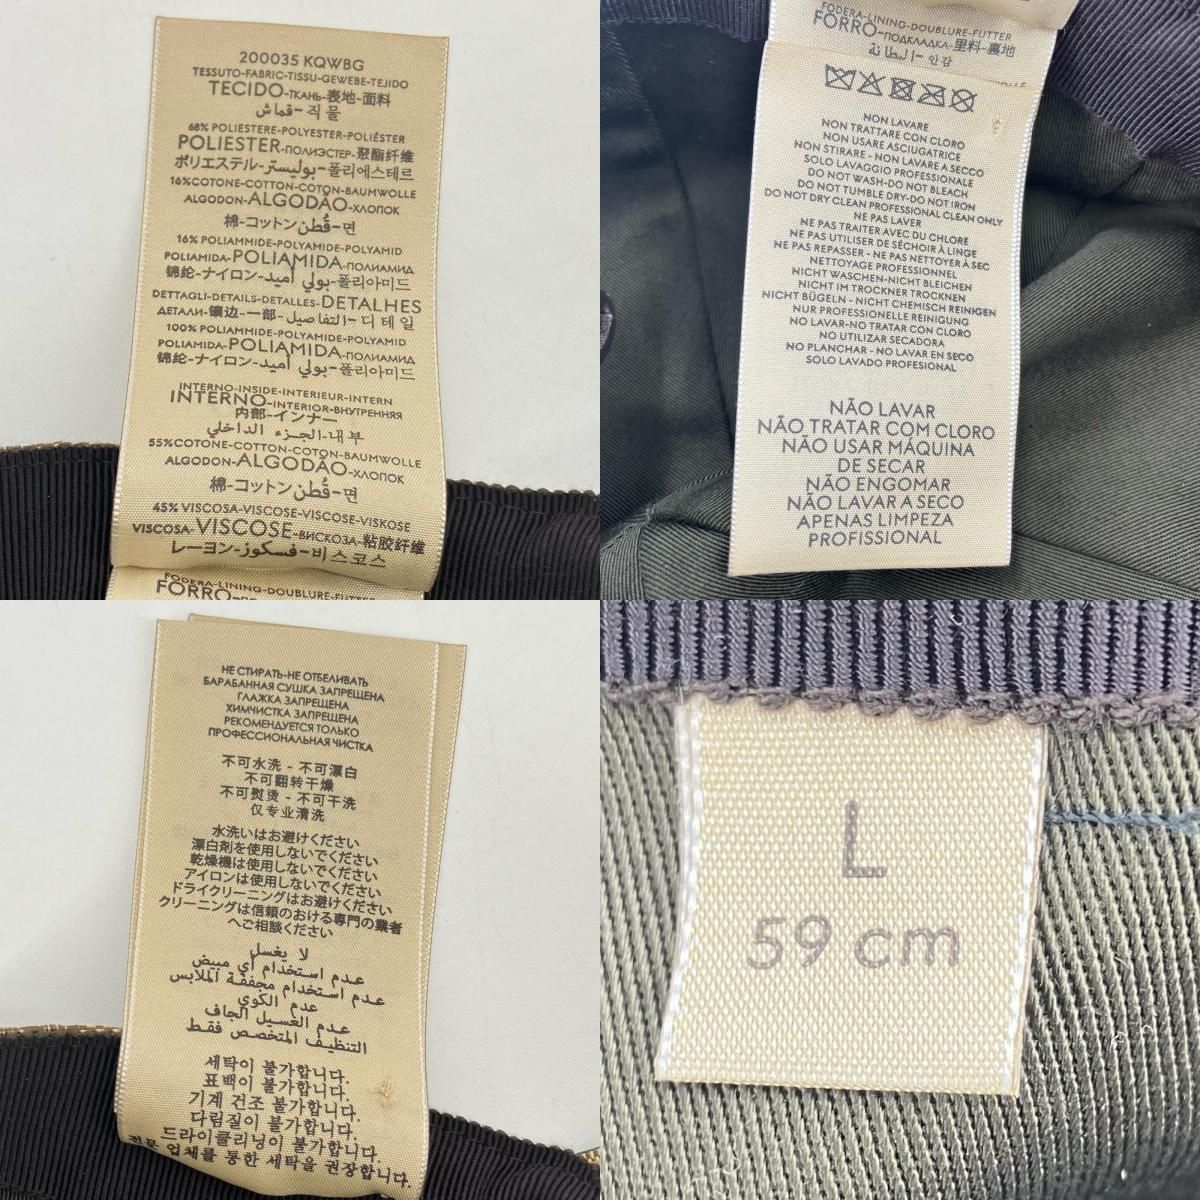 200035 KQWBG
TESSUTO-FABRIC-TISSU-GEWEBE-TEJIDO
TECIDO-ТКАНЬ-表地-面料
قماش-직물
68% POLIESTERE-POLYESTER-POLIÉSTER
POLIESTER-ПОЛИЭСТЕР-聚酯纤维
ポリエステル-بوليستر-폴리에스테르
16%COTONE-COTTON-COTON-BAUMWOLLE
ALGODON-ALGODÃO-ХЛОПОК
棉-コットン-قُطن-면
16% POLIAMMIDE-POLYAMIDE-POLYAMID
POLIAMIDA-POLIAMIDA-ПОЛИАМИД
锦纶-ナイロン-بولي أميد-폴리아미드
DETTAGLI-DETAILS-DETALLES-DETALHES
ДЕТАЛИ-镶边-一部-التفاصيل-디테일
100% POLIAMMIDE-POLYAMIDE-POLYAMID
POLIAMIDA-POLIAMIDA-ПОЛИАМИД
锦纶-ナイロン-بولي أميد-폴리아미드
INTERNO-INSIDE-INTERIEUR-INTERN
INTERNO-INTERIOR-ВНУТРЕННЯЯ
内部-インナー
الجزء الداخلي-내부
55%COTONE-COTTON-COTON-BAUMWOLLE
ALGODON-ALGODÃO-ХЛОПОК
棉-コットン-قُطن-면
45% VISCOSA-VISCOSE-VISCOSE-VISKOSE
VISCOSA-VISCOSE-ВИСКОЗА-粘胶纤维
レーヨン-فسكوز-비스코스
FODERA-LINING-DOUBLURE-FUTTER
FORRO-
FODERA-LINING-DOUBLURE-FUTTER
FORRO-ПОДКЛАДКА-里料-裏地
البطانة-안감
NON LAVARE
NON TRATTARE CON CLORO
NON USARE ASCIUGATRICE
NON STIRARE - NON LAVARE A SECCO
SOLO LAVAGGIO PROFESSIONALE
DO NOT WASH-DO NOT BLEACH
DO NOT TUMBLE DRY-DO NOT IRON
DO NOT DRY CLEAN PROFESSIONAL CLEAN ONLY
NE PAS LAVER
NE PAS TRAITER AVEC DU CHLORE
NE PAS UTILISER DE SÉCHOIR À LINGE
NE PAS REPASSER - NE PAS NETTOYER À SEC
NETTOYAGE PROFESSIONNEL
NICHT WASCHEN-NICHT BLEICHEN
NICHT IM TROCKNER TROCKNEN
NICHT BÜGELN - NICHT CHEMISCH REINIGEN
NUR PROFESSIONELLE REINIGUNG
NO LAVAR-NO TRATAR CON CLORO
NO UTILIZAR SECADORA
NO PLANCHAR - NO LAVAR EN SECO
SOLO LAVADO PROFESIONAL
NÃO LAVAR
NÃO TRATAR COM CLORO
NÃO USAR MÁQUINA
DE SECAR
NÃO ENGOMAR
NÃO LAVAR A SECO
APENAS LIMPEZA
PROFISSIONAL
НЕ СТИРАТЬ-НЕ ОТБЕЛИВАТЬ
БАРАБАННАЯ СУШКА ЗАПРЕЩЕНА
ГЛАЖКА ЗАПРЕЩЕНА
ХИМЧИСТКА ЗАПРЕЩЕНА
РЕКОМЕНДУЕТСЯ ТОЛЬКО
ПРОФЕССИОНАЛЬНАЯ ЧИСТКА
不可水洗 - 不可漂白
不可翻转干燥
不可熨烫 - 不可干洗
仅专业清洗
水洗いはお避けください
漂白剤を使用しないでください
乾燥機は使用しないでください
アイロンは使用しないでください
ドライクリーニングはお避けください
クリーニングは信頼のおける専門の業者
へご相談ください
لا يغسل
عدم استخدام أي مبيض
عدم استخدام مجففة الملابس
عدم الكوي
عدم الغسيل الجاف
التنظيف المتخصص فقط
세탁이 불가합니다.
표백이 불가합니다.
기계 건조 불가합니다.
다림질이 불가합니다.
드라이클리닝이 불가합니다.
전문 업체를 통한 세탁을 권장합니다.
L
59 cm